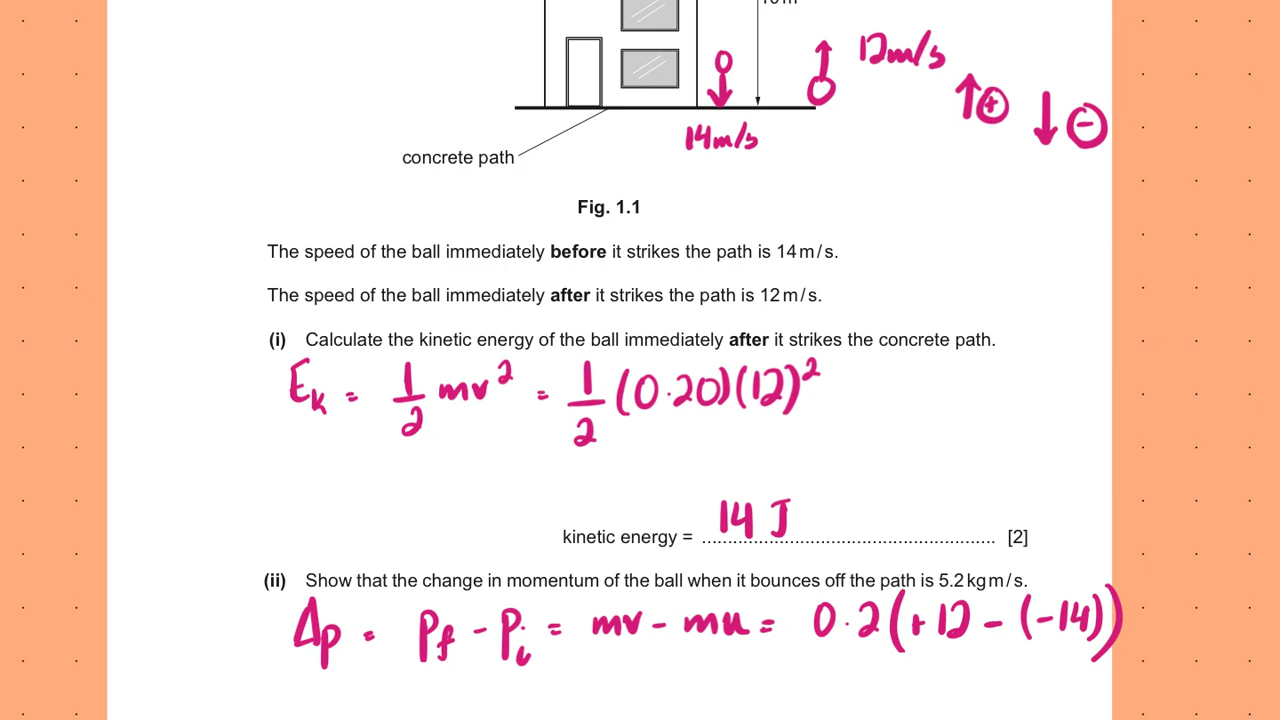 12m/s
↑⊕ ↓⊖
14m/s
concrete path
Fig. 1.1
The speed of the ball immediately before it strikes the path is 14 m/s.
The speed of the ball immediately after it strikes the path is 12 m/s.
(i) Calculate the kinetic energy of the ball immediately after it strikes the concrete path.
Ek = 1/2 mv² = 1/2 (0.20)(12)²
14 J
kinetic energy = ...................................................... [2]
(ii) Show that the change in momentum of the ball when it bounces off the path is 5.2 kg m/s.
Δp = Pf - Pi = mv - mu = 0.2(+12 - (-14))